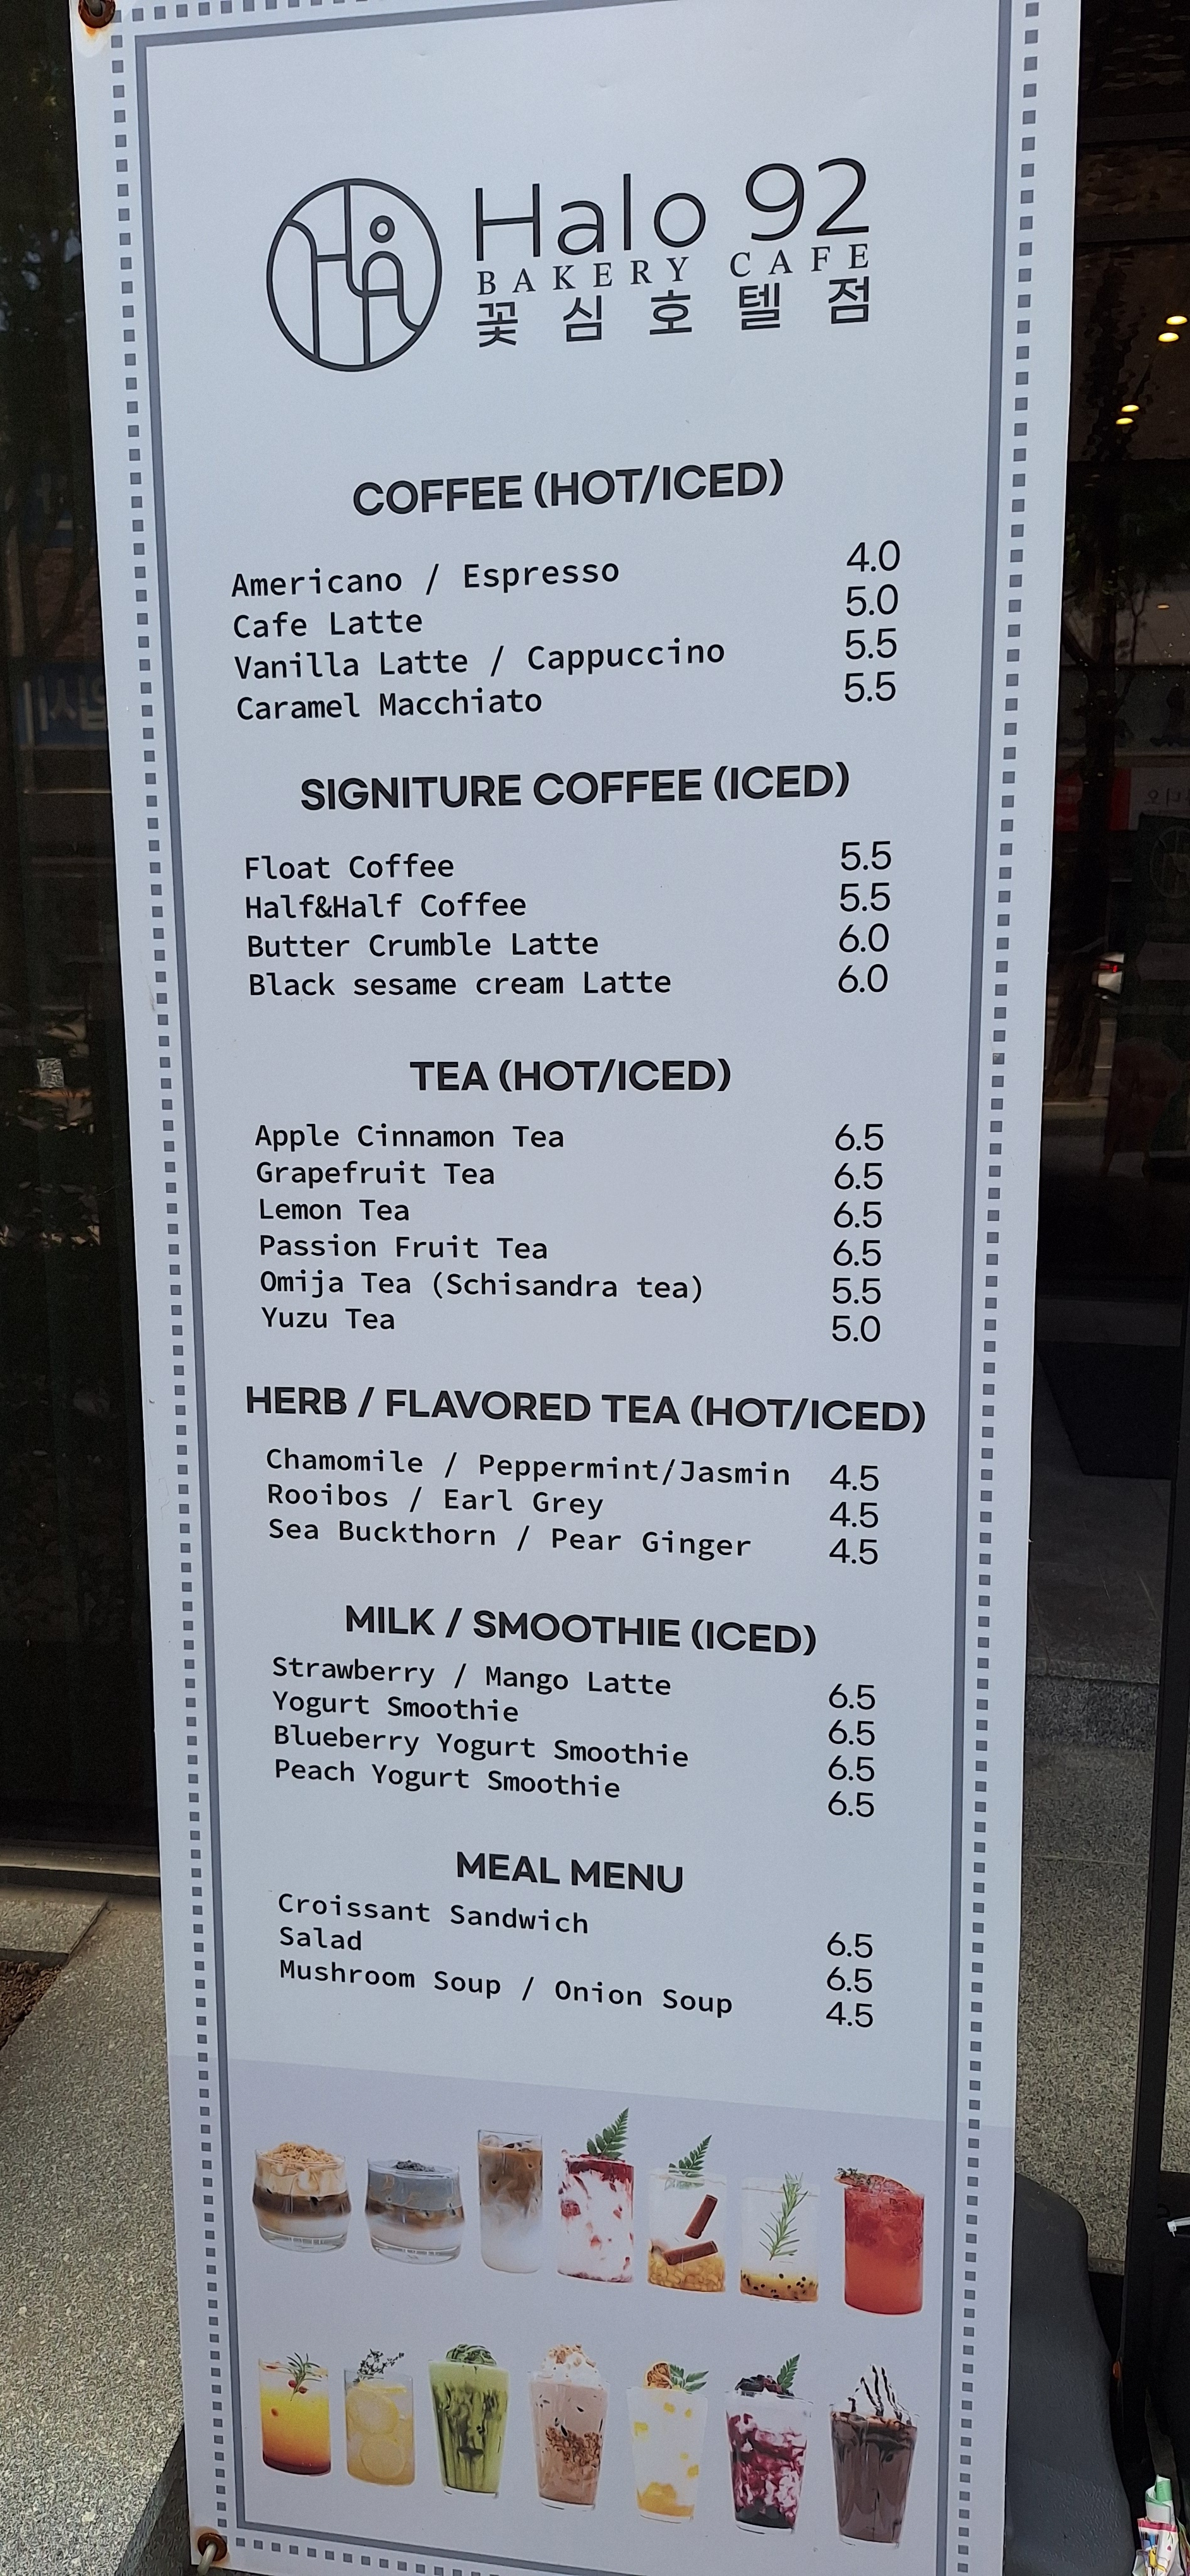 Halo 92
BAKERY CAFE
꽃심호텔점
COFFEE (HOT/ICED)
Americano / Espresso 4.0
Cafe Latte 5.0
Vanilla Latte / Cappuccino 5.5
Caramel Macchiato 5.5
SIGNITURE COFFEE (ICED)
Float Coffee 5.5
Half&Half Coffee 5.5
Butter Crumble Latte 6.0
Black sesame cream Latte 6.0
TEA (HOT/ICED)
Apple Cinnamon Tea 6.5
Grapefruit Tea 6.5
Lemon Tea 6.5
Passion Fruit Tea 6.5
Omija Tea (Schisandra tea) 5.5
Yuzu Tea 5.0
HERB / FLAVORED TEA (HOT/ICED)
Chamomile / Peppermint/Jasmin 4.5
Rooibos / Earl Grey 4.5
Sea Buckthorn / Pear Ginger 4.5
MILK / SMOOTHIE (ICED)
Strawberry / Mango Latte 6.5
Yogurt Smoothie 6.5
Blueberry Yogurt Smoothie 6.5
Peach Yogurt Smoothie 6.5
MEAL MENU
Croissant Sandwich 6.5
Salad 6.5
Mushroom Soup / Onion Soup 4.5